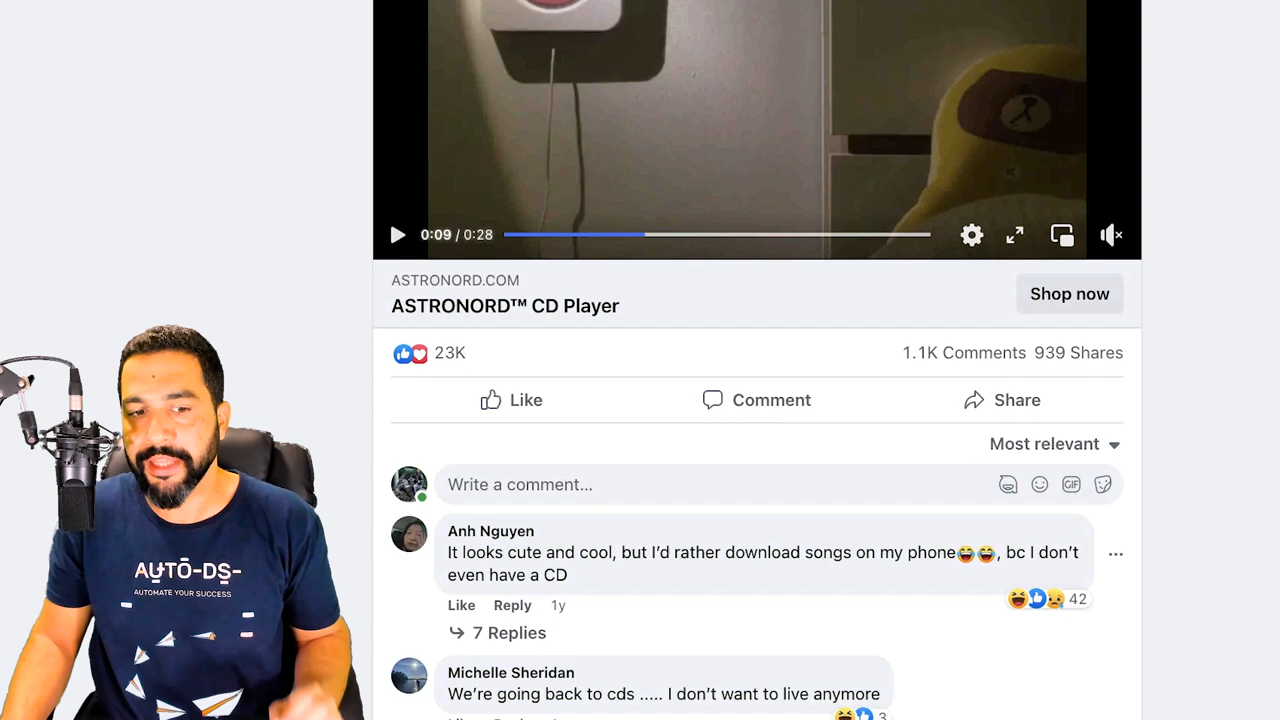 0:09 / 0:28
ASTRONORD.COM
ASTRONORD™ CD Player
Shop now
23K
1.1K Comments 939 Shares
Like
Comment
Share
Most relevant
Write a comment...
GIF
Anh Nguyen
It looks cute and cool, but I'd rather download songs on my phone😂😂, bc I don't
even have a CD
Like Reply 1y
42
7 Replies
Michelle Sheridan
We're going back to cds ..... I don't want to live anymore
3
AUTO-DS-
AUTOMATE YOUR SUCCESS